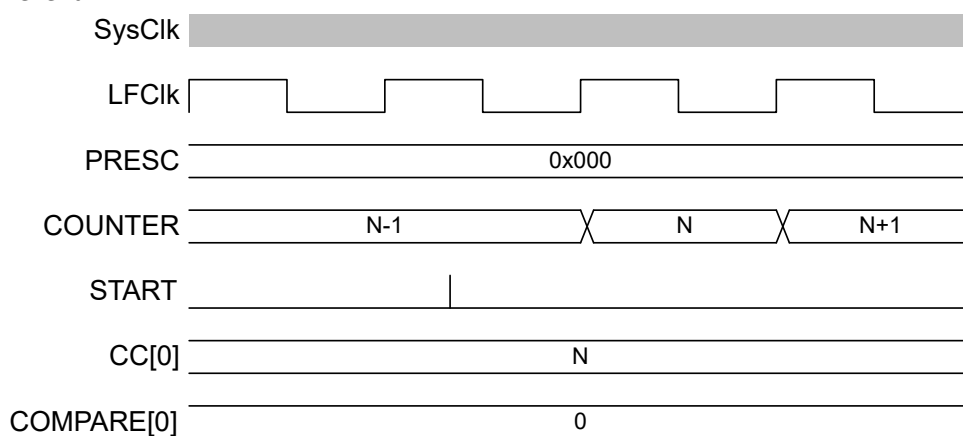 SysClk
LFClk
PRESC 0x000
COUNTER N-1 N N+1
START
CC[0] N
COMPARE[0] 0